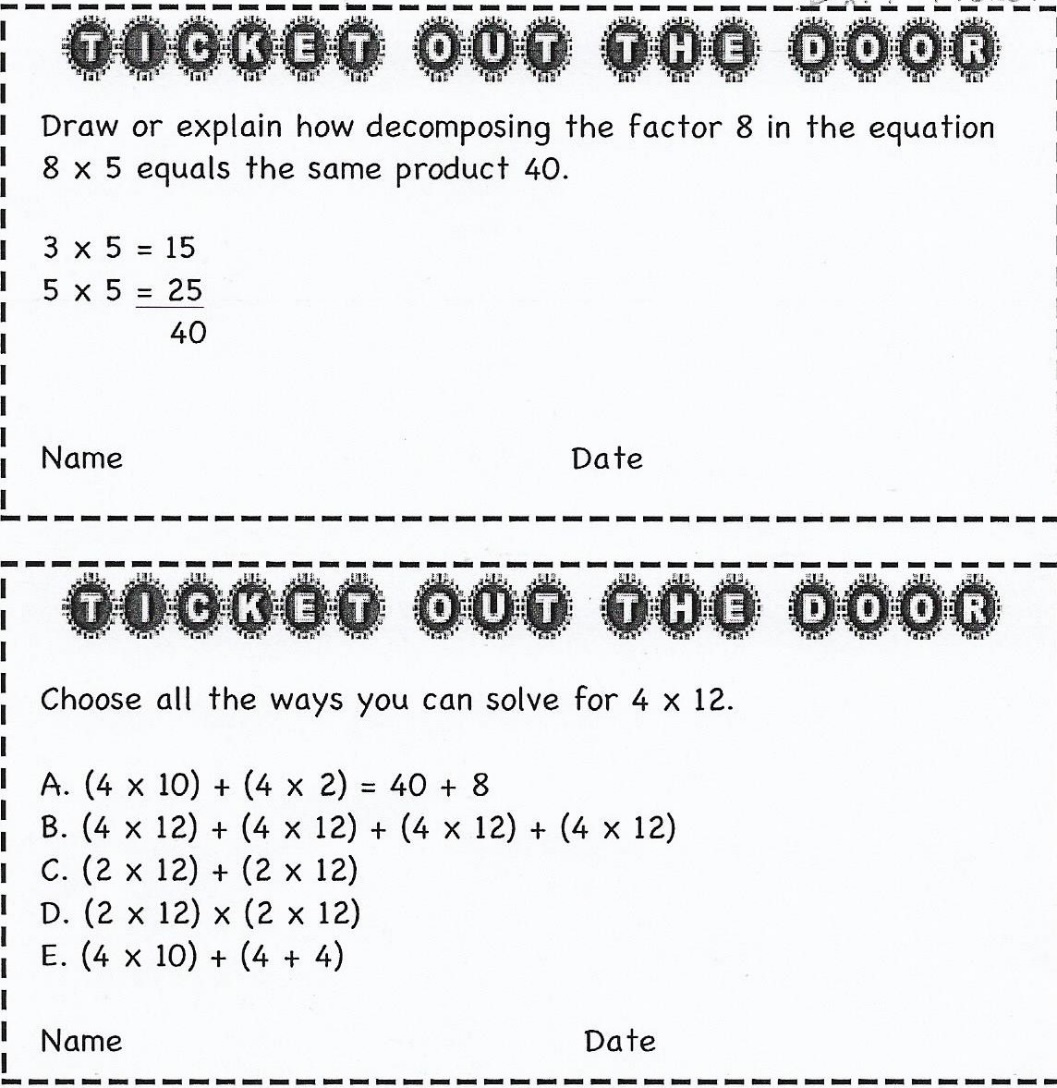 TICKET OUT THE DOOR
Draw or explain how decomposing the factor 8 in the equation
8 x 5 equals the same product 40.
3 x 5 = 15
5 x 5 = 25
40
Name Date
TICKET OUT THE DOOR
Choose all the ways you can solve for 4 x 12.
A. (4 x 10) + (4 x 2) = 40 + 8
B. (4 x 12) + (4 x 12) + (4 x 12) + (4 x 12)
C. (2 x 12) + (2 x 12)
D. (2 x 12) x (2 x 12)
E. (4 x 10) + (4 + 4)
Name Date